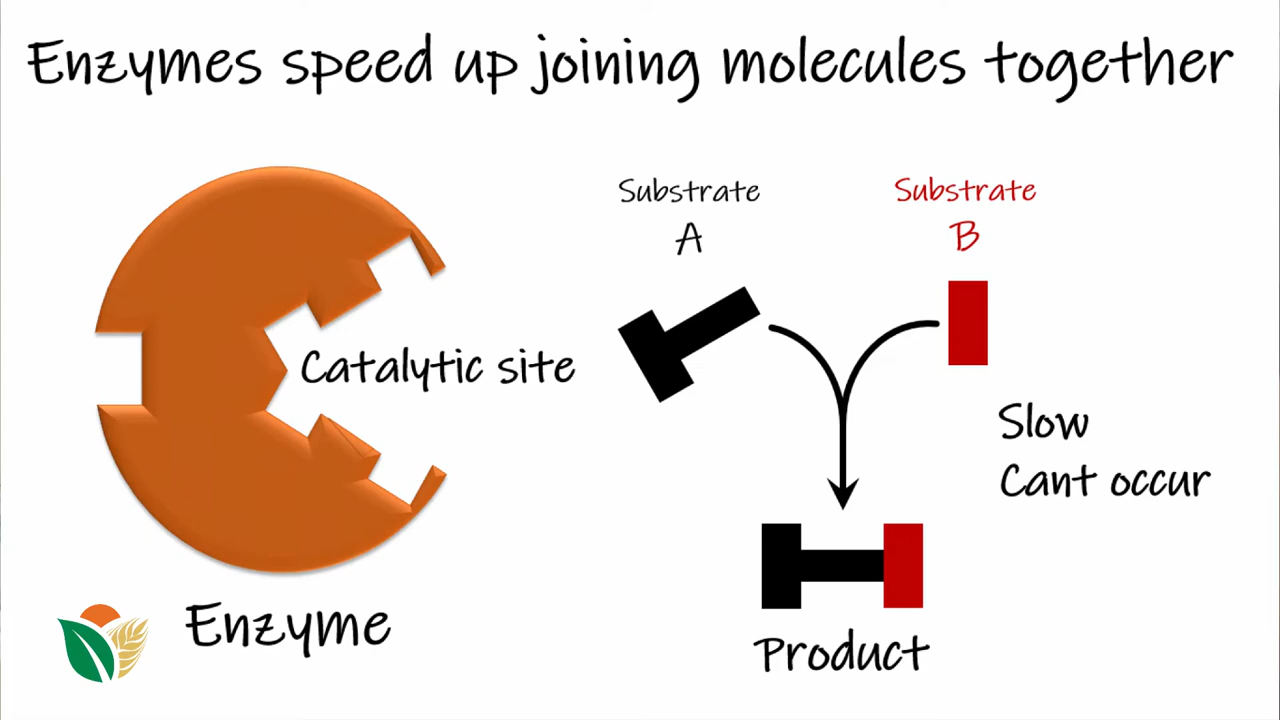 Enzymes speed up joining molecules together
Substrate
A
Substrate
B
Catalytic site
Slow
Cant occur
Enzyme
Product